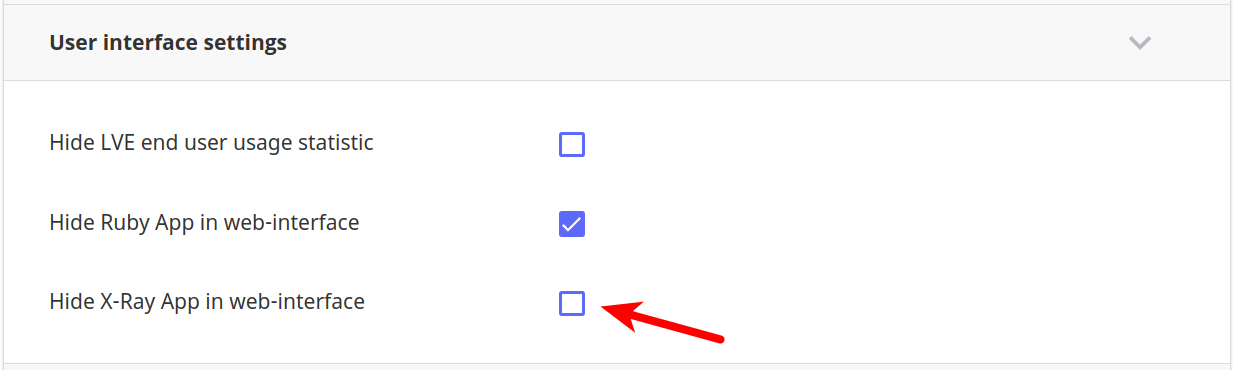 User interface settings
Hide LVE end user usage statistic
Hide Ruby App in web-interface
Hide X-Ray App in web-interface